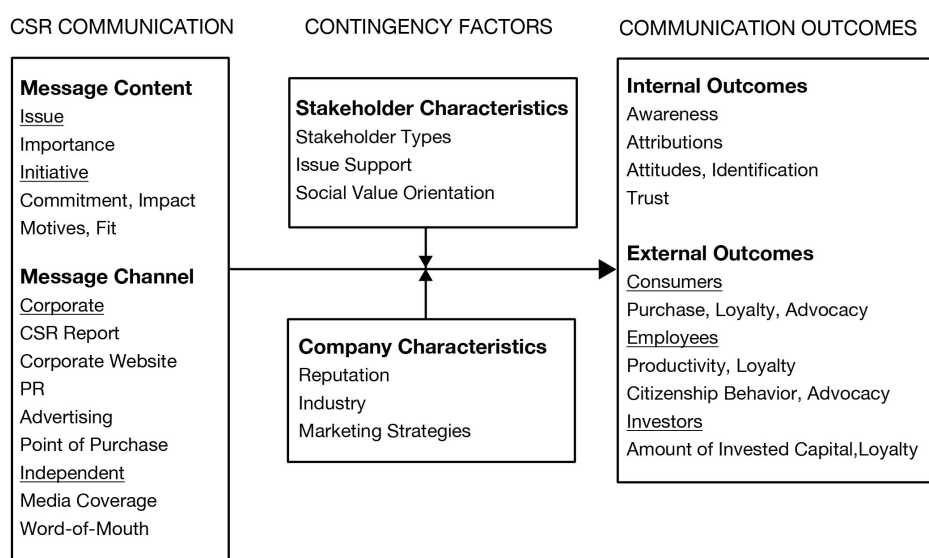 CSR COMMUNICATION
Message Content
Issue
Importance
Initiative
Commitment, Impact
Motives, Fit
Message Channel
Corporate
CSR Report
Corporate Website
PR
Advertising
Point of Purchase
Independent
Media Coverage
Word-of-Mouth
CONTINGENCY FACTORS
Stakeholder Characteristics
Stakeholder Types
Issue Support
Social Value Orientation
Company Characteristics
Reputation
Industry
Marketing Strategies
COMMUNICATION OUTCOMES
Internal Outcomes
Awareness
Attributions
Attitudes, Identification
Trust
External Outcomes
Consumers
Purchase, Loyalty, Advocacy
Employees
Productivity, Loyalty
Citizenship Behavior, Advocacy
Investors
Amount of Invested Capital,Loyalty